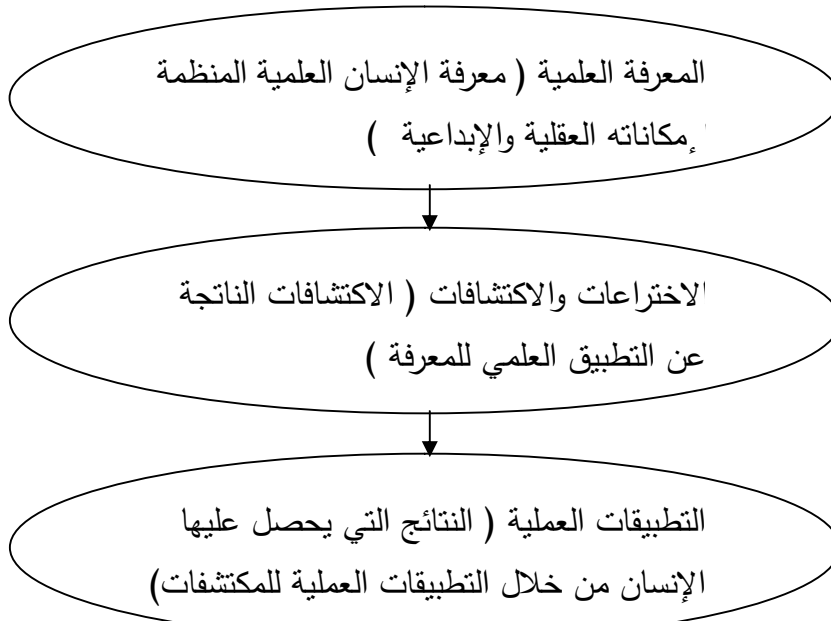 المعرفة العلمية ( معرفة الإنسان العلمية المنظمة
إمكاناته العقلية والإبداعية )
الاختراعات والاكتشافات ( الاكتشافات الناتجة
عن التطبيق العلمي للمعرفة )
التطبيقات العملية ( النتائج التي يحصل عليها
الإنسان من خلال التطبيقات العملية للمكتشفات)